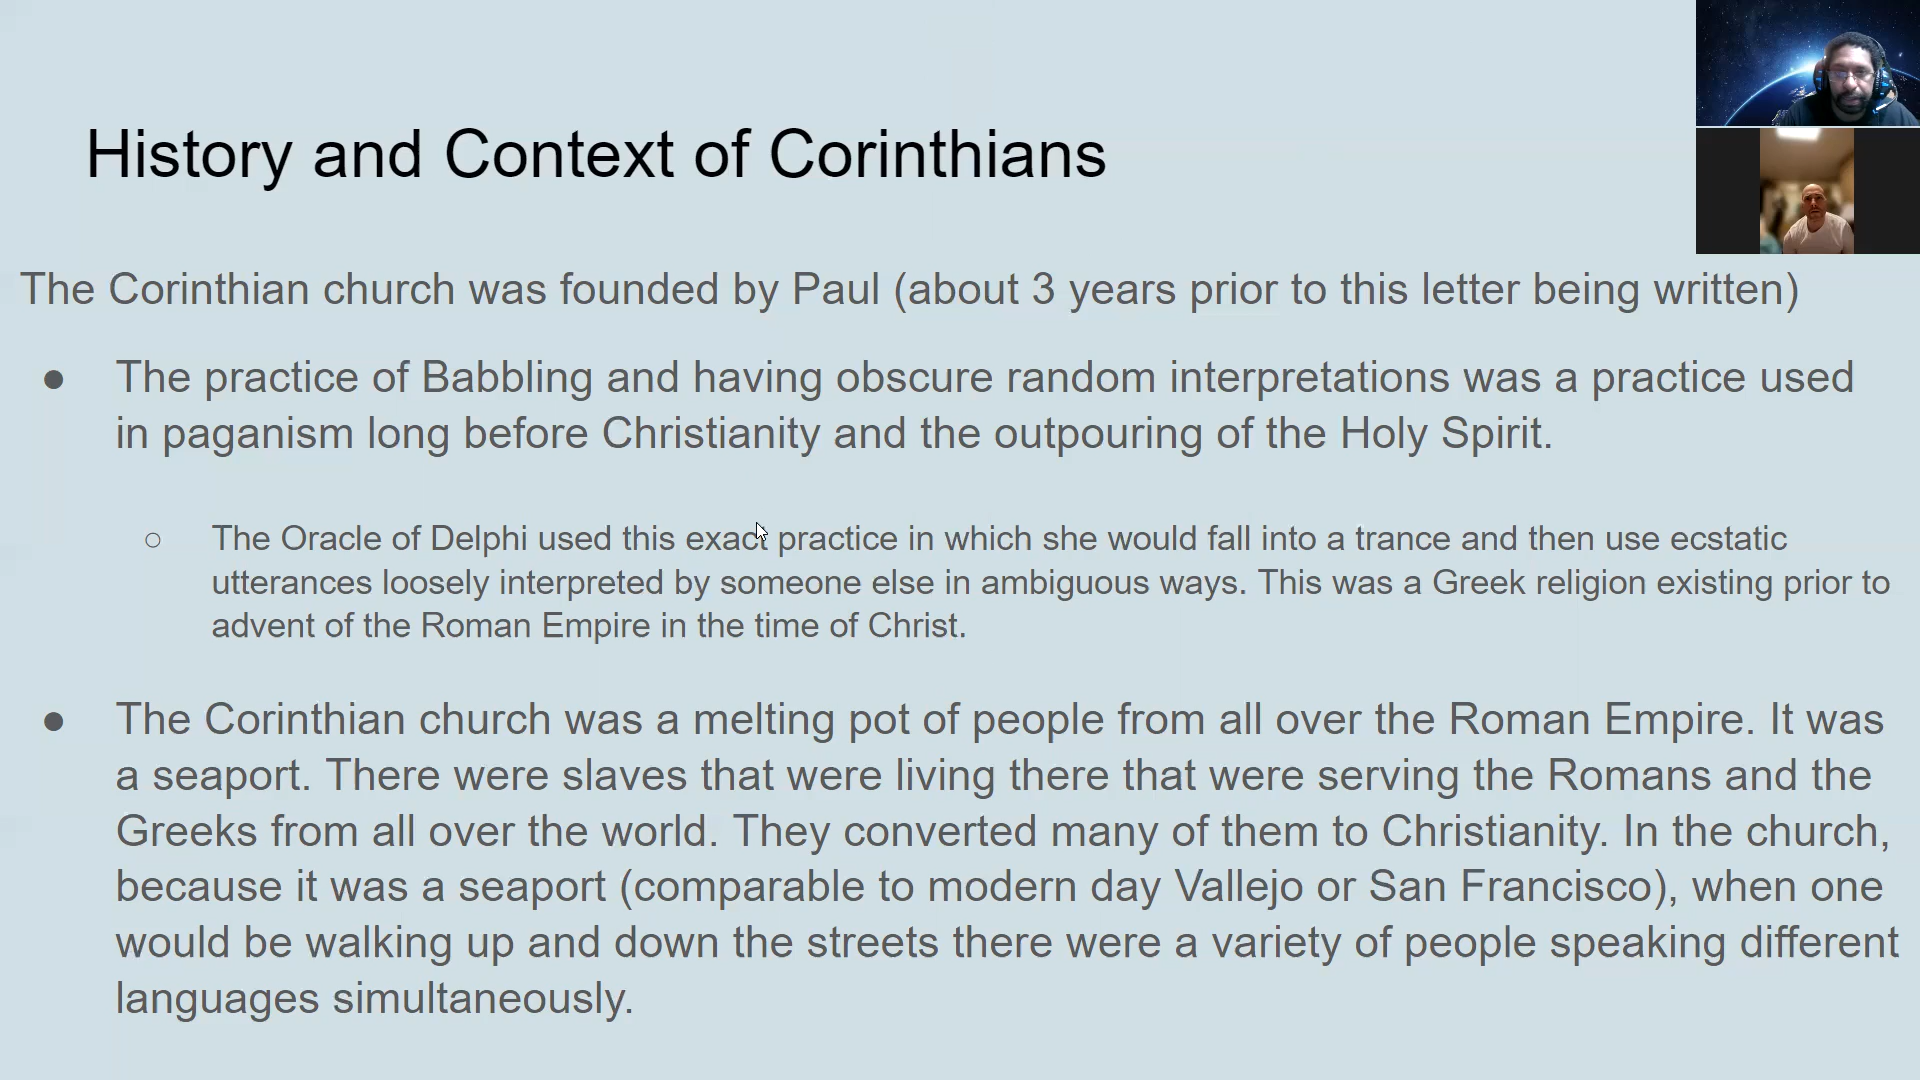 History and Context of Corinthians
The Corinthian church was founded by Paul (about 3 years prior to this letter being written)
● The practice of Babbling and having obscure random interpretations was a practice used
in paganism long before Christianity and the outpouring of the Holy Spirit.
○ The Oracle of Delphi used this exact practice in which she would fall into a trance and then use ecstatic
utterances loosely interpreted by someone else in ambiguous ways. This was a Greek religion existing prior to
advent of the Roman Empire in the time of Christ.
● The Corinthian church was a melting pot of people from all over the Roman Empire. It was
a seaport. There were slaves that were living there that were serving the Romans and the
Greeks from all over the world. They converted many of them to Christianity. In the church,
because it was a seaport (comparable to modern day Vallejo or San Francisco), when one
would be walking up and down the streets there were a variety of people speaking different
languages simultaneously.